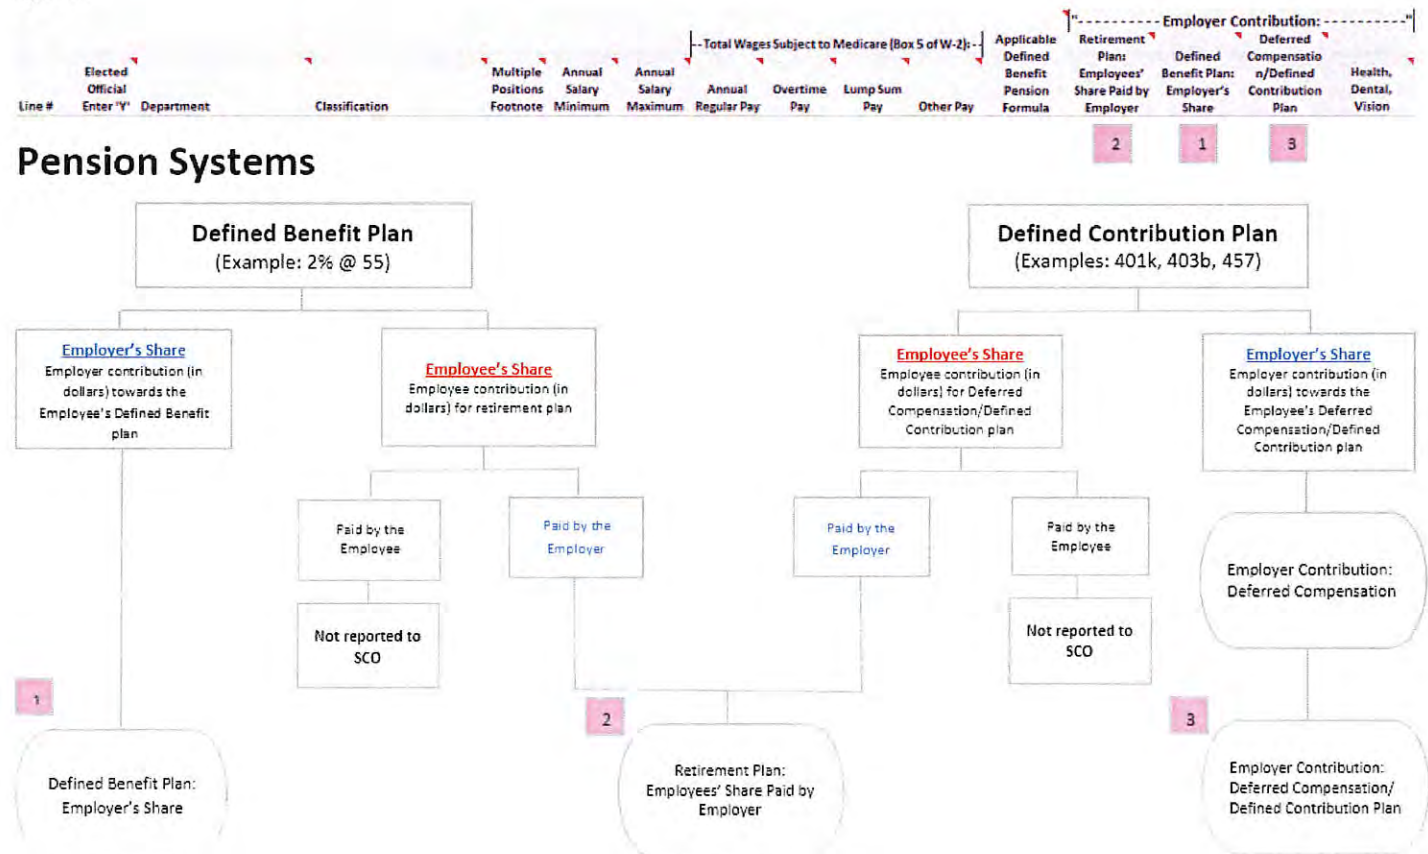 |"---------- Employer Contribution: ----------"|
|--Total Wages Subject to Medicare (Box 5 of W-2):--|
Line #
Elected
Official
Enter 'Y'
Department
Classification
Multiple
Positions
Footnote
Annual
Salary
Minimum
Annual
Salary
Maximum
Annual
Regular Pay
Overtime
Pay
Lump Sum
Pay
Other Pay
Applicable
Defined
Benefit
Pension
Formula
Retirement
Plan:
Employees'
Share Paid by
Employer
Defined
Benefit Plan:
Employer's
Share
Deferred
Compensatio
n/Defined
Contribution
Plan
Health,
Dental,
Vision
2
1
3
Pension Systems
Defined Benefit Plan
(Example: 2% @ 55)
Defined Contribution Plan
(Examples: 401k, 403b, 457)
Employer's Share
Employer contribution (in
dollars) towards the
Employee's Defined Benefit
plan
Employee's Share
Employee contribution (in
dollars) for retirement plan
Employee's Share
Employee contribution (in
dollars) for Deferred
Compensation/Defined
Contribution plan
Employer's Share
Employer contribution (in
dollars) towards the
Employee's Deferred
Compensation/Defined
Contribution plan
Paid by the
Employee
Paid by the
Employer
Paid by the
Employer
Paid by the
Employee
Employer Contribution:
Deferred Compensation
Not reported to
SCO
Not reported to
SCO
1
2
3
Defined Benefit Plan:
Employer's Share
Retirement Plan:
Employees' Share Paid by
Employer
Employer Contribution:
Deferred Compensation/
Defined Contribution Plan